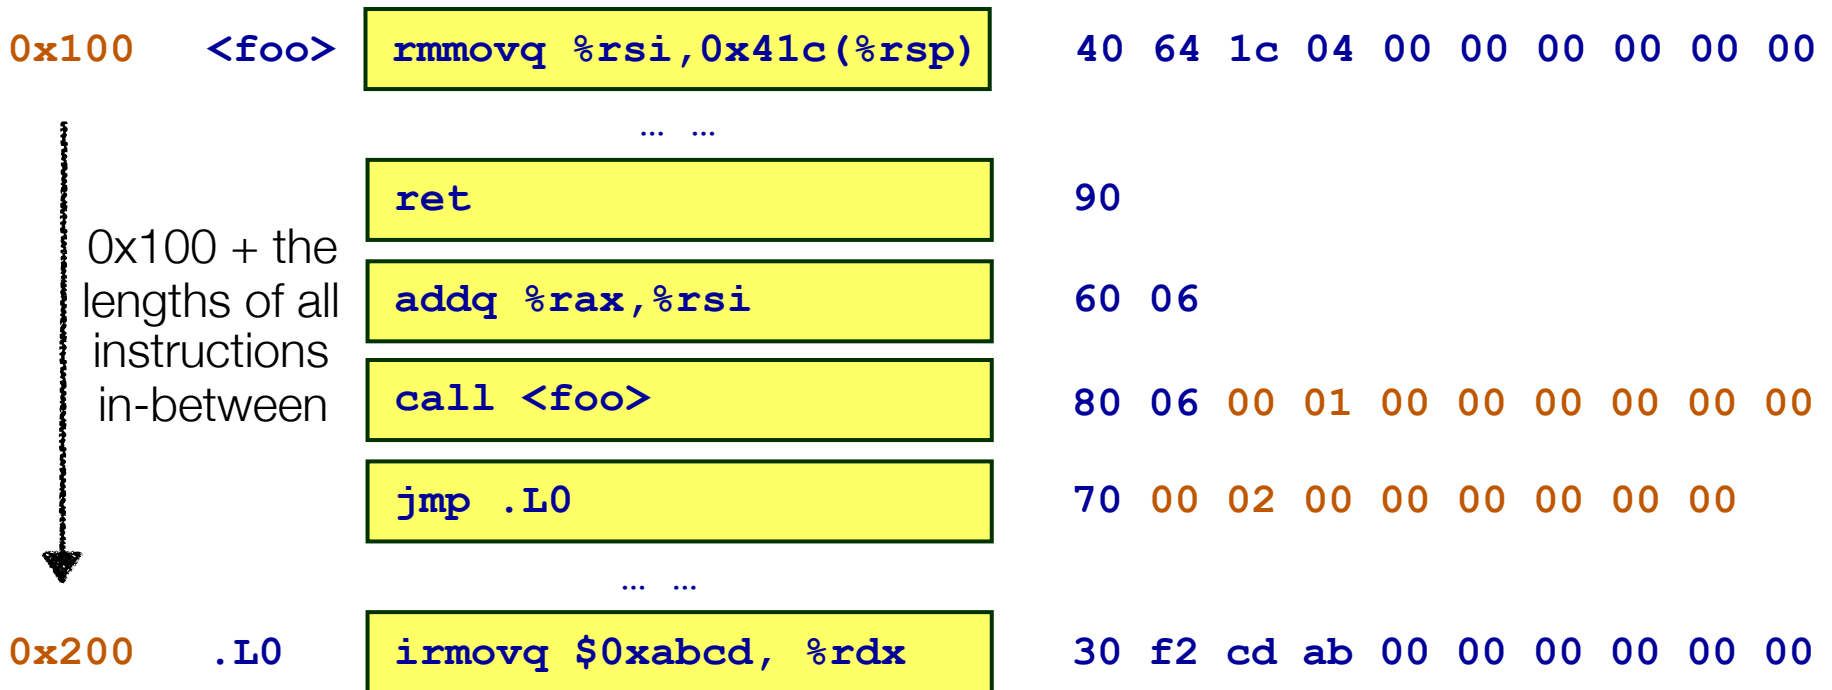 0x100 <foo> rmmovq %rsi,0x41c(%rsp) 40 64 1c 04 00 00 00 00 00 00
… …
ret 90
0x100 + the
lengths of all
instructions
in-between
addq %rax,%rsi 60 06
call <foo> 80 06 00 01 00 00 00 00 00 00
jmp .L0 70 00 02 00 00 00 00 00 00
… …
0x200 .L0 irmovq $0xabcd, %rdx 30 f2 cd ab 00 00 00 00 00 00